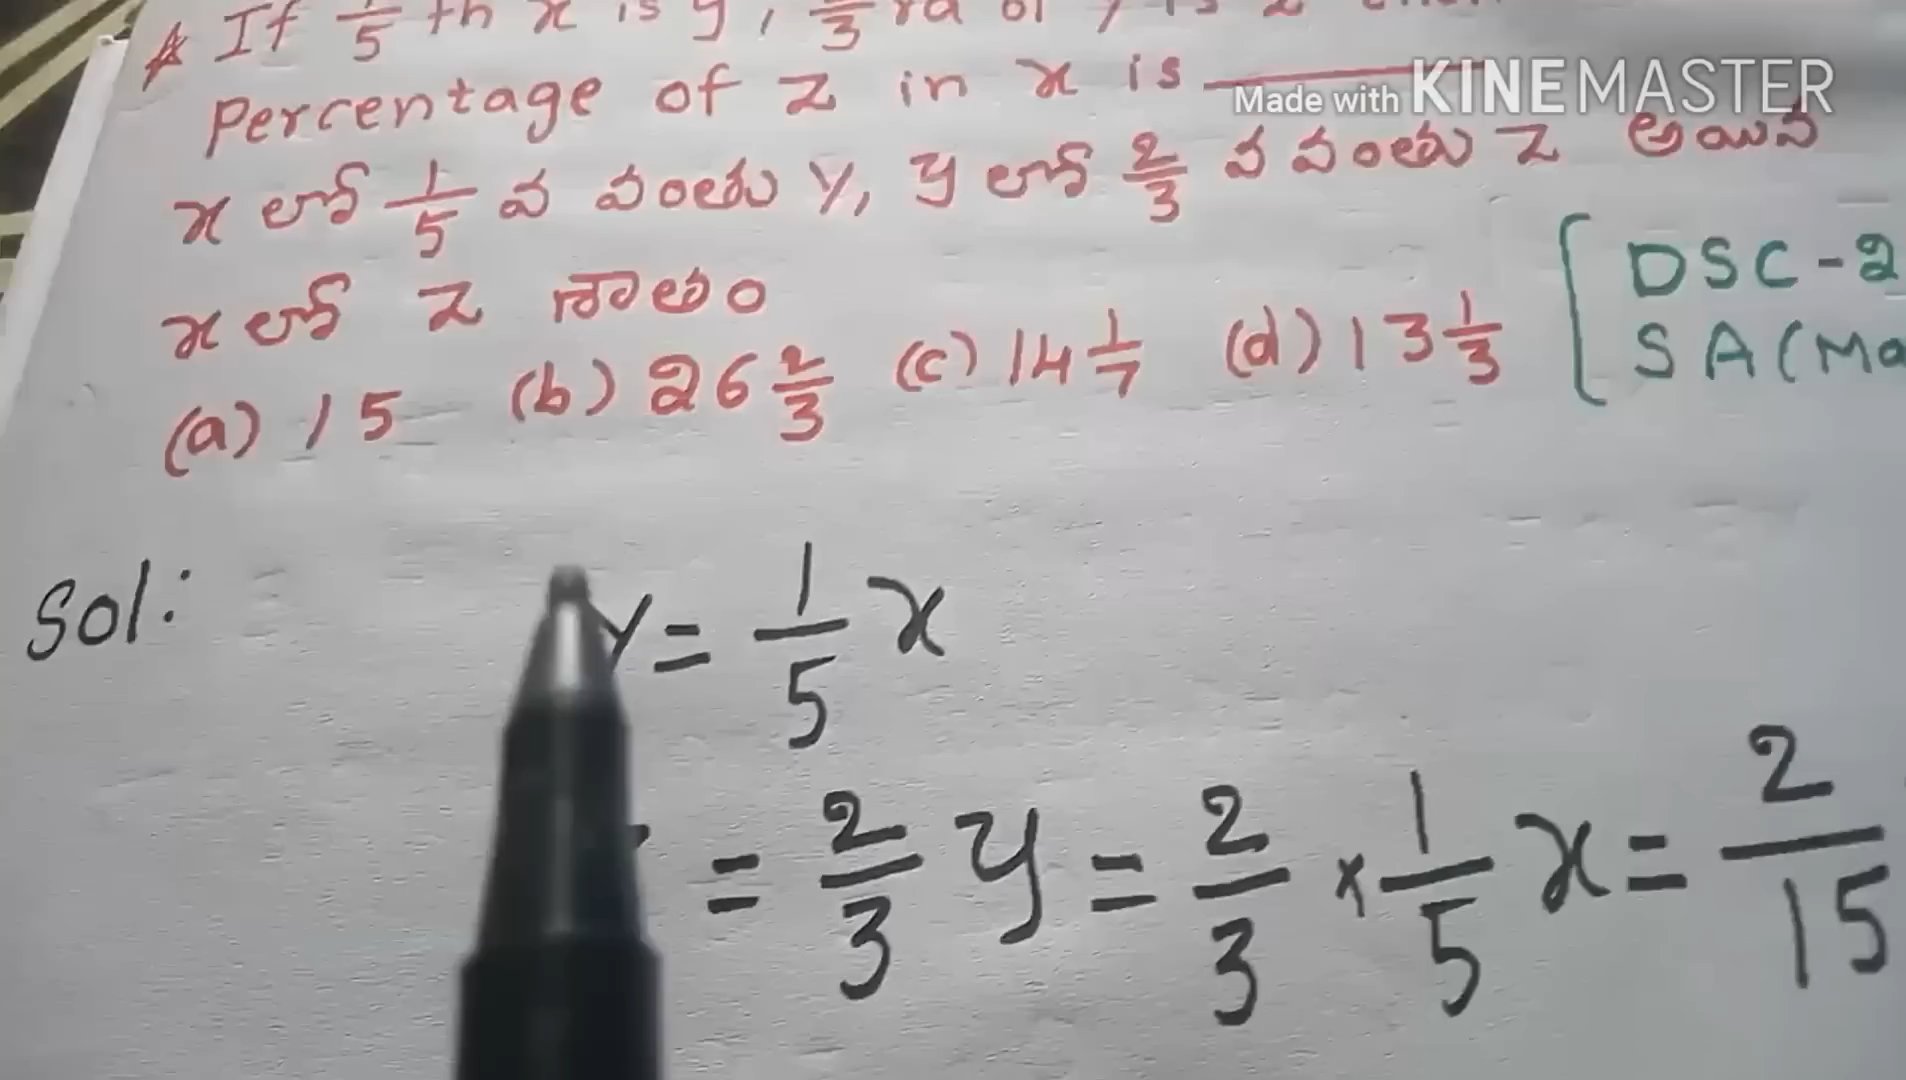 If 1/5 th x is y, 2/3 rd of y is z then
Percentage of z in x is ______
Made with KINEMASTER
x లో 1/5 వ వంతు y, y లో 2/3 వ వంతు z అయిన
x లో z శాతం
(a) 15 (b) 26 2/3 (c) 14 1/7 (d) 13 1/3
[DSC-2
SA(Ma
Sol: y = 1/5 x
= 2/3 y = 2/3 × 1/5 x = 2/15